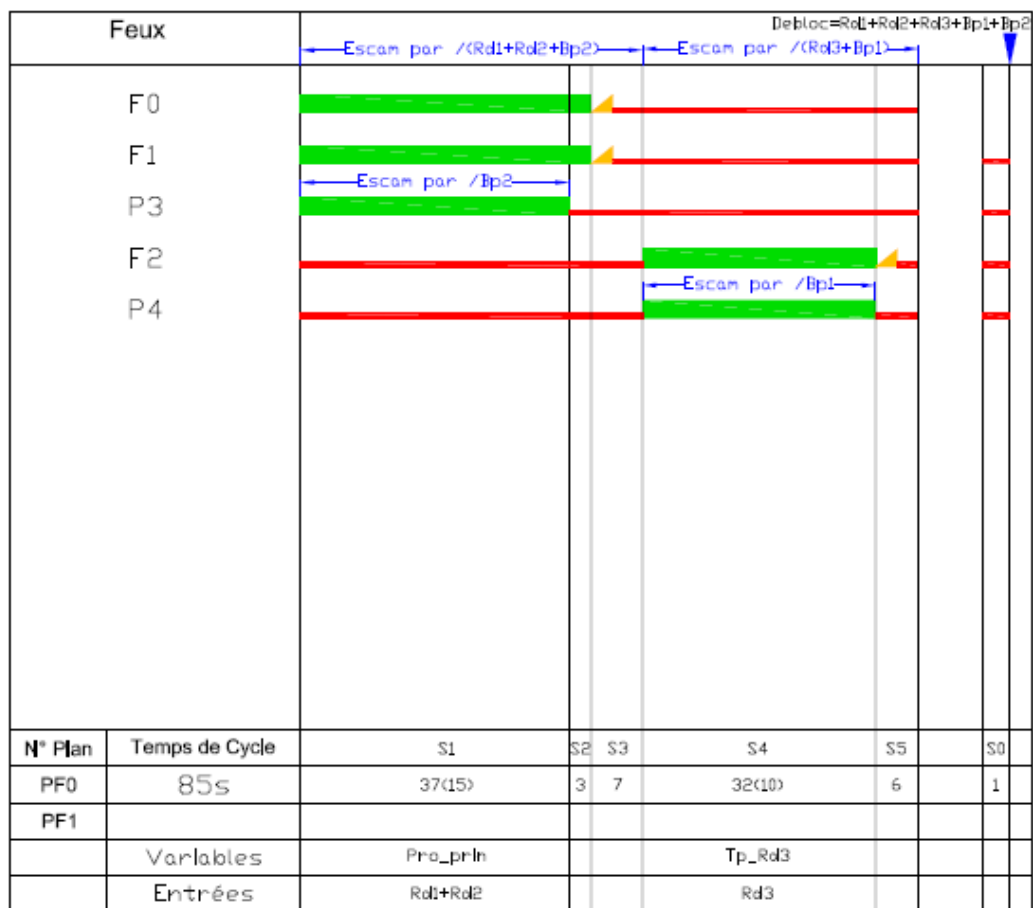 Feux
Debloc=Rd1+Rd2+Rd3+Bp1+Bp2
Escam par /(Rd1+Rd2+Bp2)
Escam par /(Rd3+Bp1)
F0
F1
Escam par /Bp2
P3
F2
Escam par /Bp1
P4
N° Plan Temps de Cycle S1 S2 S3 S4 S5 S0
PF0 85s 37(15) 3 7 32(10) 6 1
PF1
Variables Pro_prin Tp_Rd3
Entrées Rd1+Rd2 Rd3